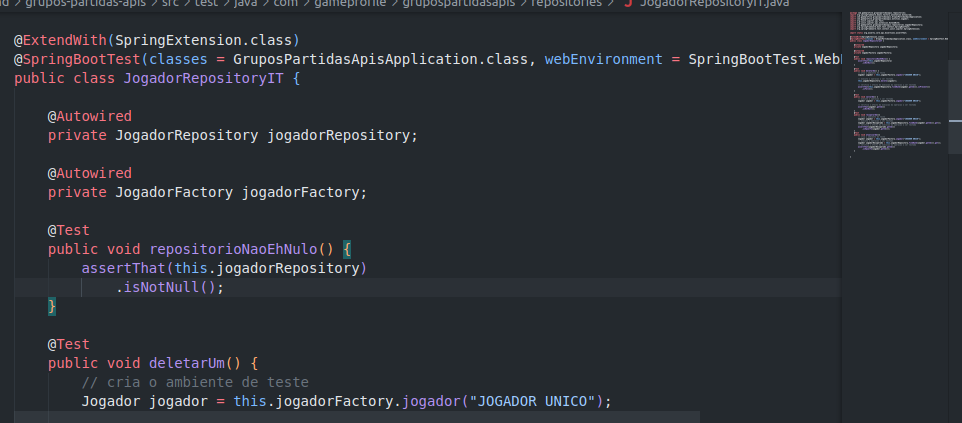 grupos-partidas-apis > src > test > java > com > gameprofile > grupospartidasapis > repositories > J JogadorRepositoryIT.java
@ExtendWith(SpringExtension.class)
@SpringBootTest(classes = GruposPartidasApisApplication.class, webEnvironment = SpringBootTest.Web
public class JogadorRepositoryIT {
@Autowired
private JogadorRepository jogadorRepository;
@Autowired
private JogadorFactory jogadorFactory;
@Test
public void repositorioNaoEhNulo() {
assertThat(this.jogadorRepository)
.isNotNull();
}
@Test
public void deletarUm() {
// cria o ambiente de teste
Jogador jogador = this.jogadorFactory.jogador("JOGADOR UNICO");